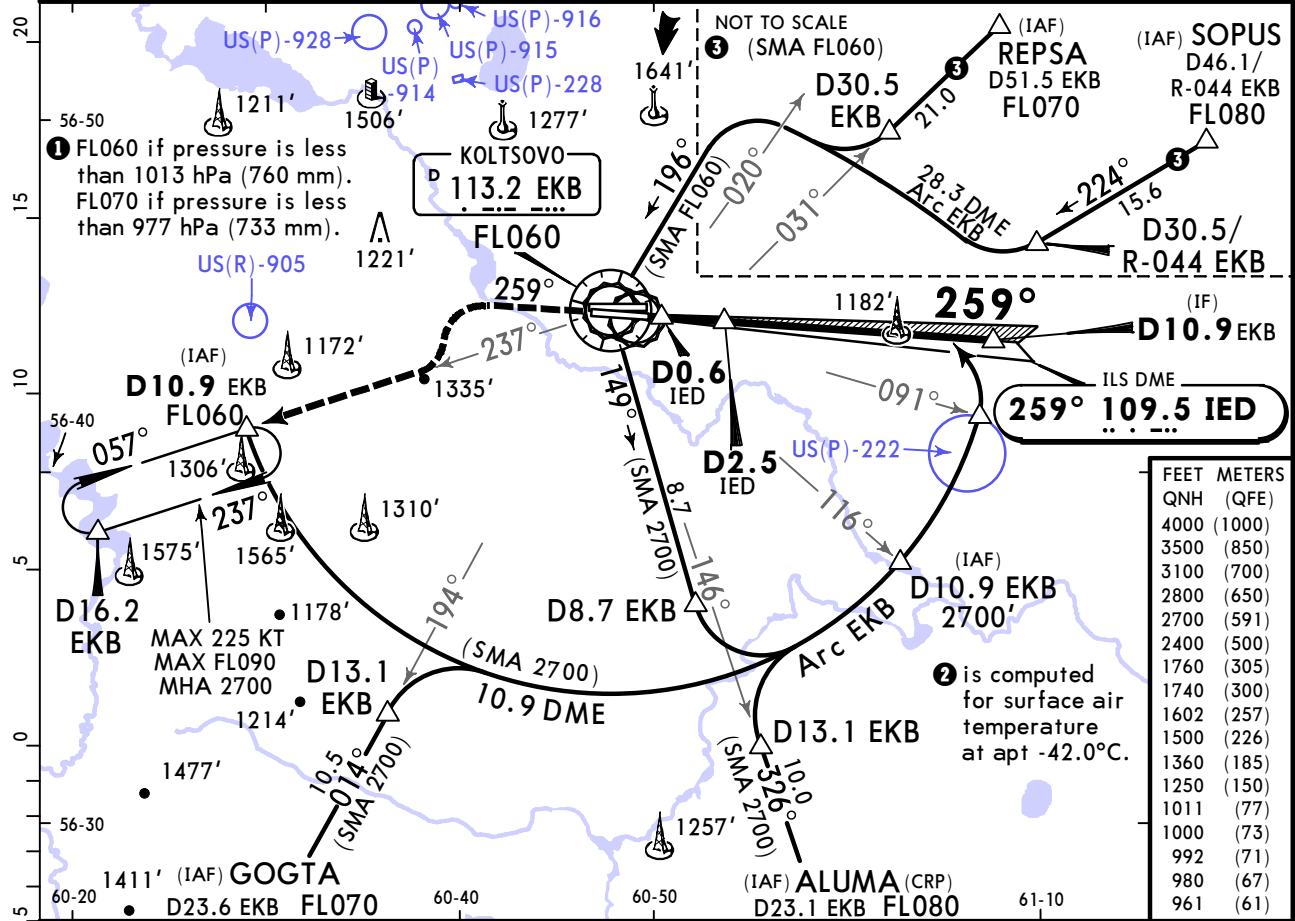 20
15
10
5
0
5
56-50
56-40
56-30
60-20
60-40
60-50
61-10
US(P)-916
US(P)-928
US(P)-915
US(P)
-914
US(P)-228
1211'
1506'
1277'
1641'
1 FL060 if pressure is less
than 1013 hPa (760 mm).
FL070 if pressure is less
than 977 hPa (733 mm).
KOLTSOVO
D 113.2 EKB
FL060
1221'
US(R)-905
NOT TO SCALE
3 (SMA FL060)
D30.5
EKB
3
21.0
(IAF)
REPSA
D51.5 EKB
FL070
(IAF) SOPUS
D46.1/
R-044 EKB
FL080
3
224°
15.6
28.3 DME
Arc EKB
D30.5/
R-044 EKB
196°
(SMA FL060)
020°
031°
259°
237°
1172'
1335'
1182'
259°
(IF)
D10.9 EKB
ILS DME
259° 109.5 IED
(IAF)
D10.9 EKB
FL060
057°
1306'
237°
1575'
1565'
1310'
D0.6
IED
D2.5
IED
091°
US(P)-222
116°
149°
(SMA 2700)
8.7
146°
D8.7 EKB
(IAF)
D10.9 EKB
2700'
Arc EKB
D16.2
EKB
MAX 225 KT
MAX FL090
MHA 2700
1178'
1214'
194°
D13.1
EKB
(SMA 2700)
10.9 DME
2 is computed
for surface air
temperature
at apt -42.0°C.
D13.1 EKB
10.5
014°
(SMA 2700)
10.0
326°
(SMA 2700)
1477'
1257'
1411'
(IAF) GOGTA
D23.6 EKB FL070
(IAF) ALUMA (CRP)
D23.1 EKB FL080
FEET METERS
QNH (QFE)
4000 (1000)
3500 (850)
3100 (700)
2800 (650)
2700 (591)
2400 (500)
1760 (305)
1740 (300)
1602 (257)
1500 (226)
1360 (185)
1250 (150)
1011 (77)
1000 (73)
992 (71)
980 (67)
961 (61)